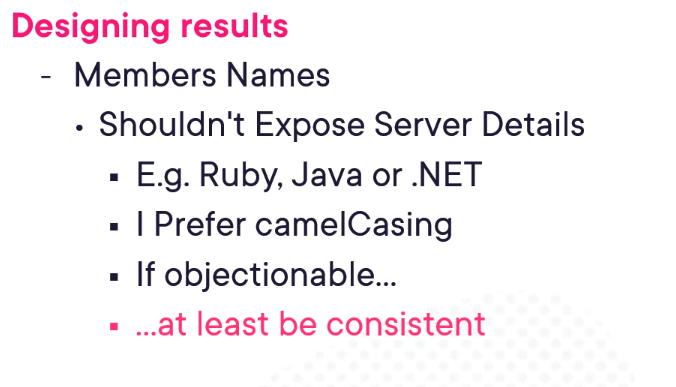 Designing results
- Members Names
• Shouldn't Expose Server Details
▪ E.g. Ruby, Java or .NET
▪ I Prefer camelCasing
▪ If objectionable...
▪ ...at least be consistent